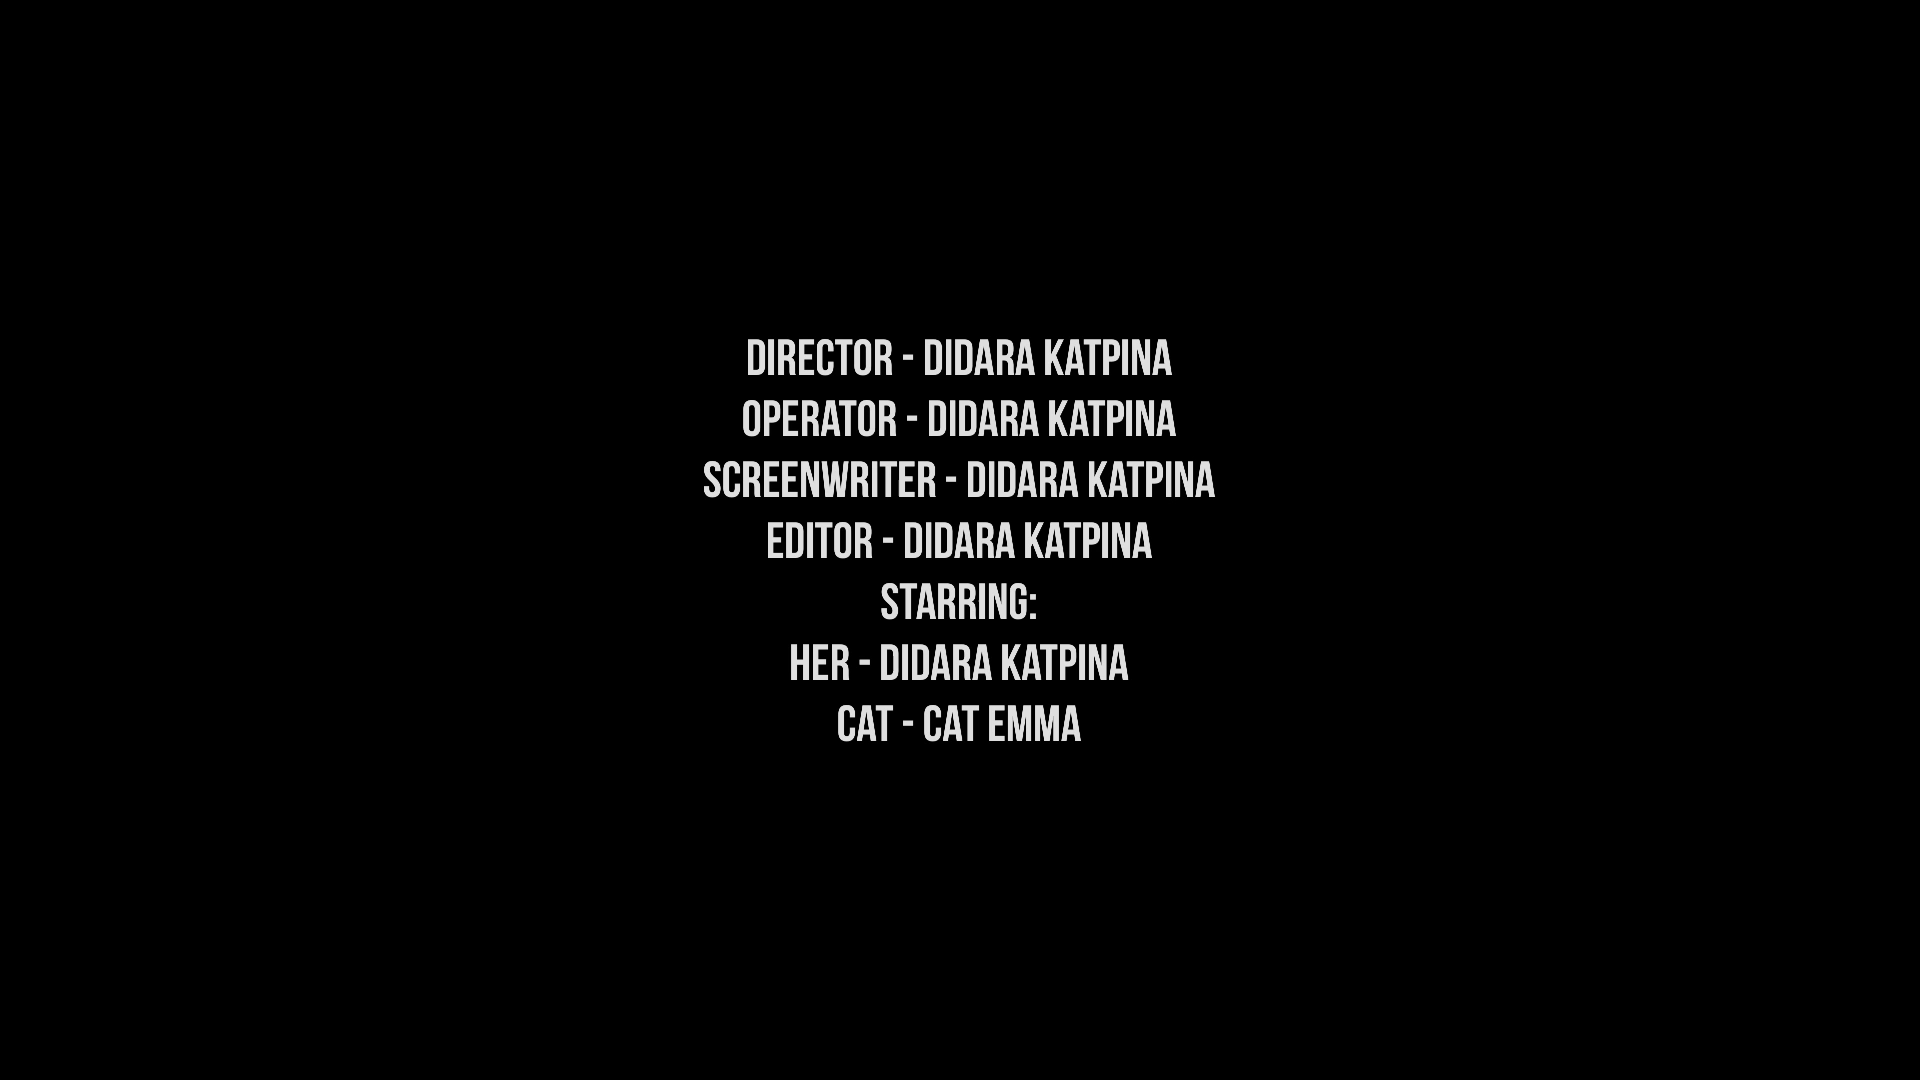 DIRECTOR - DIDARA KATPINA
OPERATOR - DIDARA KATPINA
SCREENWRITER - DIDARA KATPINA
EDITOR - DIDARA KATPINA
STARRING:
HER - DIDARA KATPINA
CAT - CAT EMMA